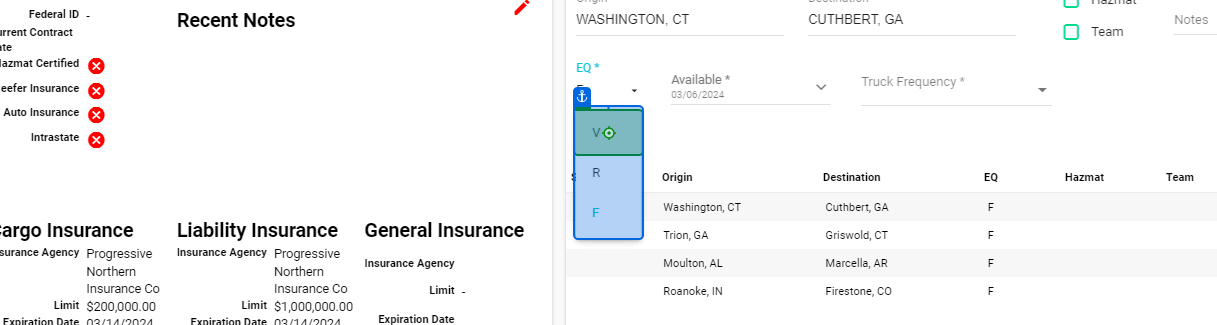 Federal ID -
Recent Notes
urrent Contract
ate
Hazmat Certified
eefer Insurance
Auto Insurance
Intrastate
Cargo Insurance
Insurance Agency Progressive
Northern
Insurance Co
Limit $200,000.00
Expiration Date 03/14/2024
Liability Insurance
Insurance Agency Progressive
Northern
Insurance Co
Limit $1,000,000.00
Expiration Date 03/14/2024
General Insurance
Insurance Agency
Limit -
Expiration Date
Origin
WASHINGTON, CT
Destination
CUTHBERT, GA
Hazmat
Team
Notes
EQ *
Available *
03/06/2024
Truck Frequency *
V
R
F
Origin Destination EQ Hazmat Team
Washington, CT Cuthbert, GA F
Trion, GA Griswold, CT F
Moulton, AL Marcella, AR F
Roanoke, IN Firestone, CO F